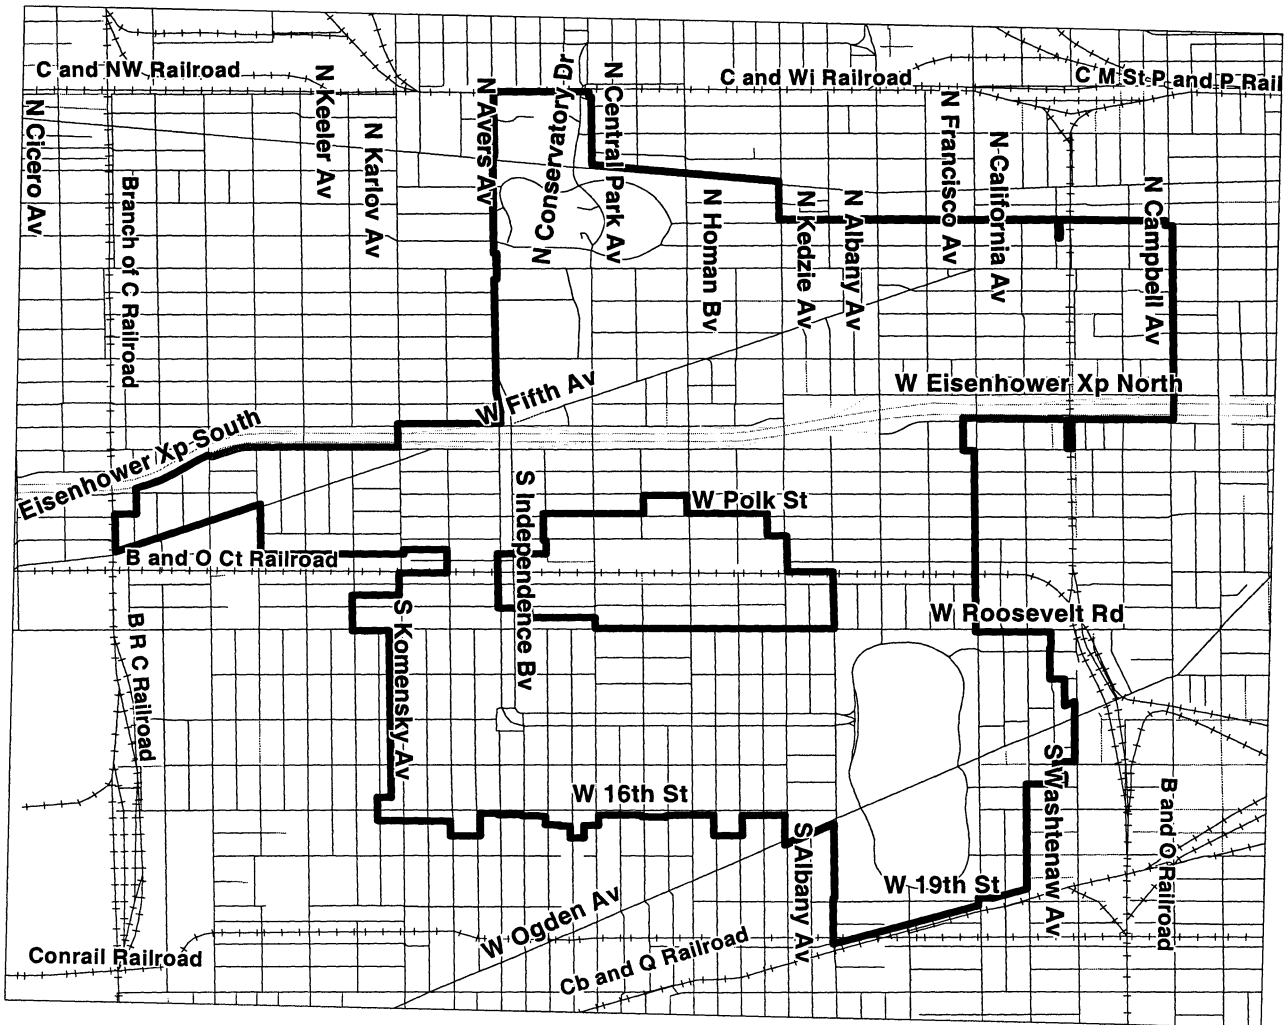 C and NW Railroad
C and Wi Railroad
C M St P and P Rail
N Cicero Av
N Keeler Av
N Karlov Av
N Avers Av
N Conservatory Dr
N Central Park Av
N Homan Bv
N Kedzie Av
N Albany Av
N Francisco Av
N California Av
N Campbell Av
Branch of C Railroad
W Eisenhower Xp North
W Fifth Av
Eisenhower Xp South
S Independence Bv
W Polk St
B and O Ct Railroad
S Komensky Av
W Roosevelt Rd
B R C Railroad
W 16th St
S Washtenaw Av
B and O Railroad
S Albany Av
W 19th St
W Ogden Av
Cb and Q Railroad
Conrail Railroad